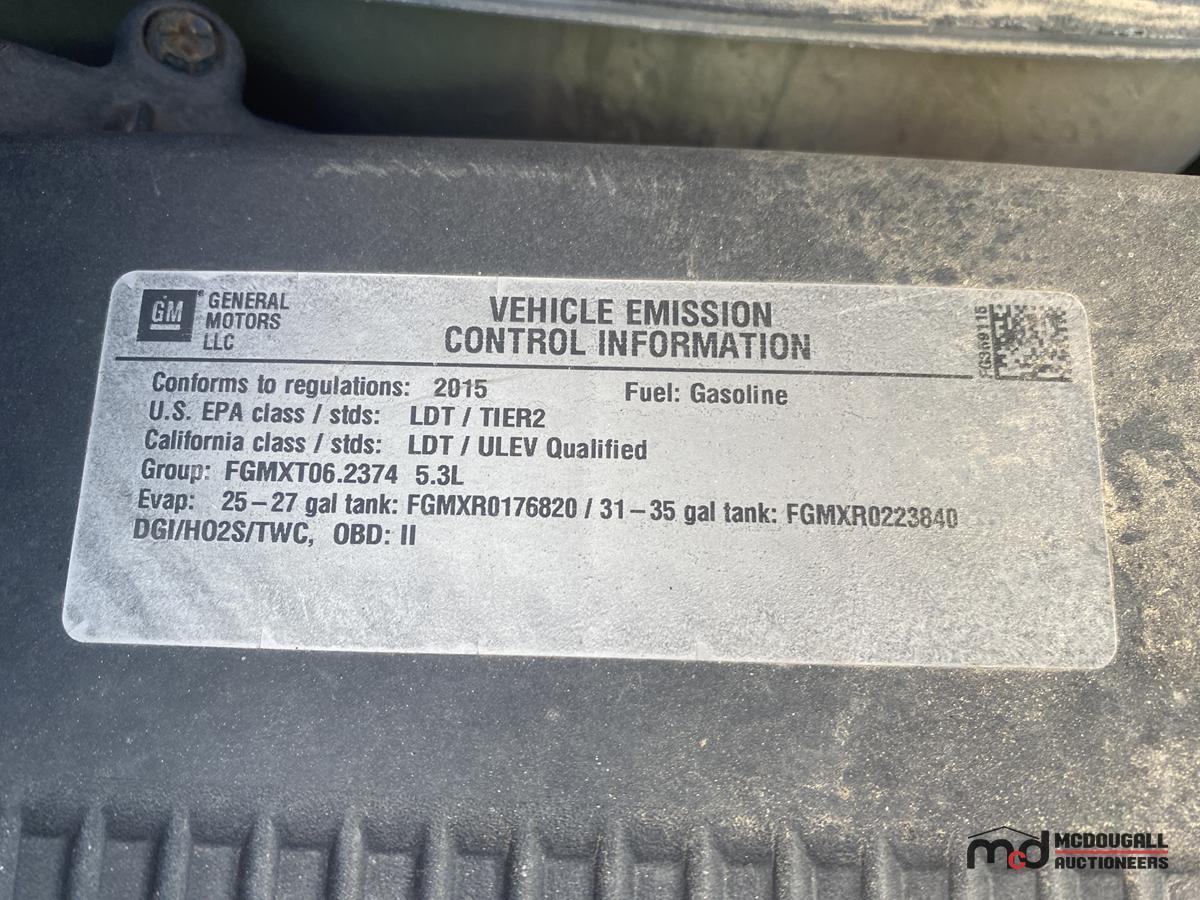 GM
GENERAL
MOTORS
LLC
VEHICLE EMISSION
CONTROL INFORMATION
Conforms to regulations: 2015 Fuel: Gasoline
U.S. EPA class / stds: LDT / TIER2
California class / stds: LDT / ULEV Qualified
Group: FGMXT06.2374 5.3L
Evap: 25–27 gal tank: FGMXR0176820 / 31–35 gal tank: FGMXR0223840
DGI/HO2S/TWC, OBD: II
mcd MCDOUGALL
AUCTIONEERS